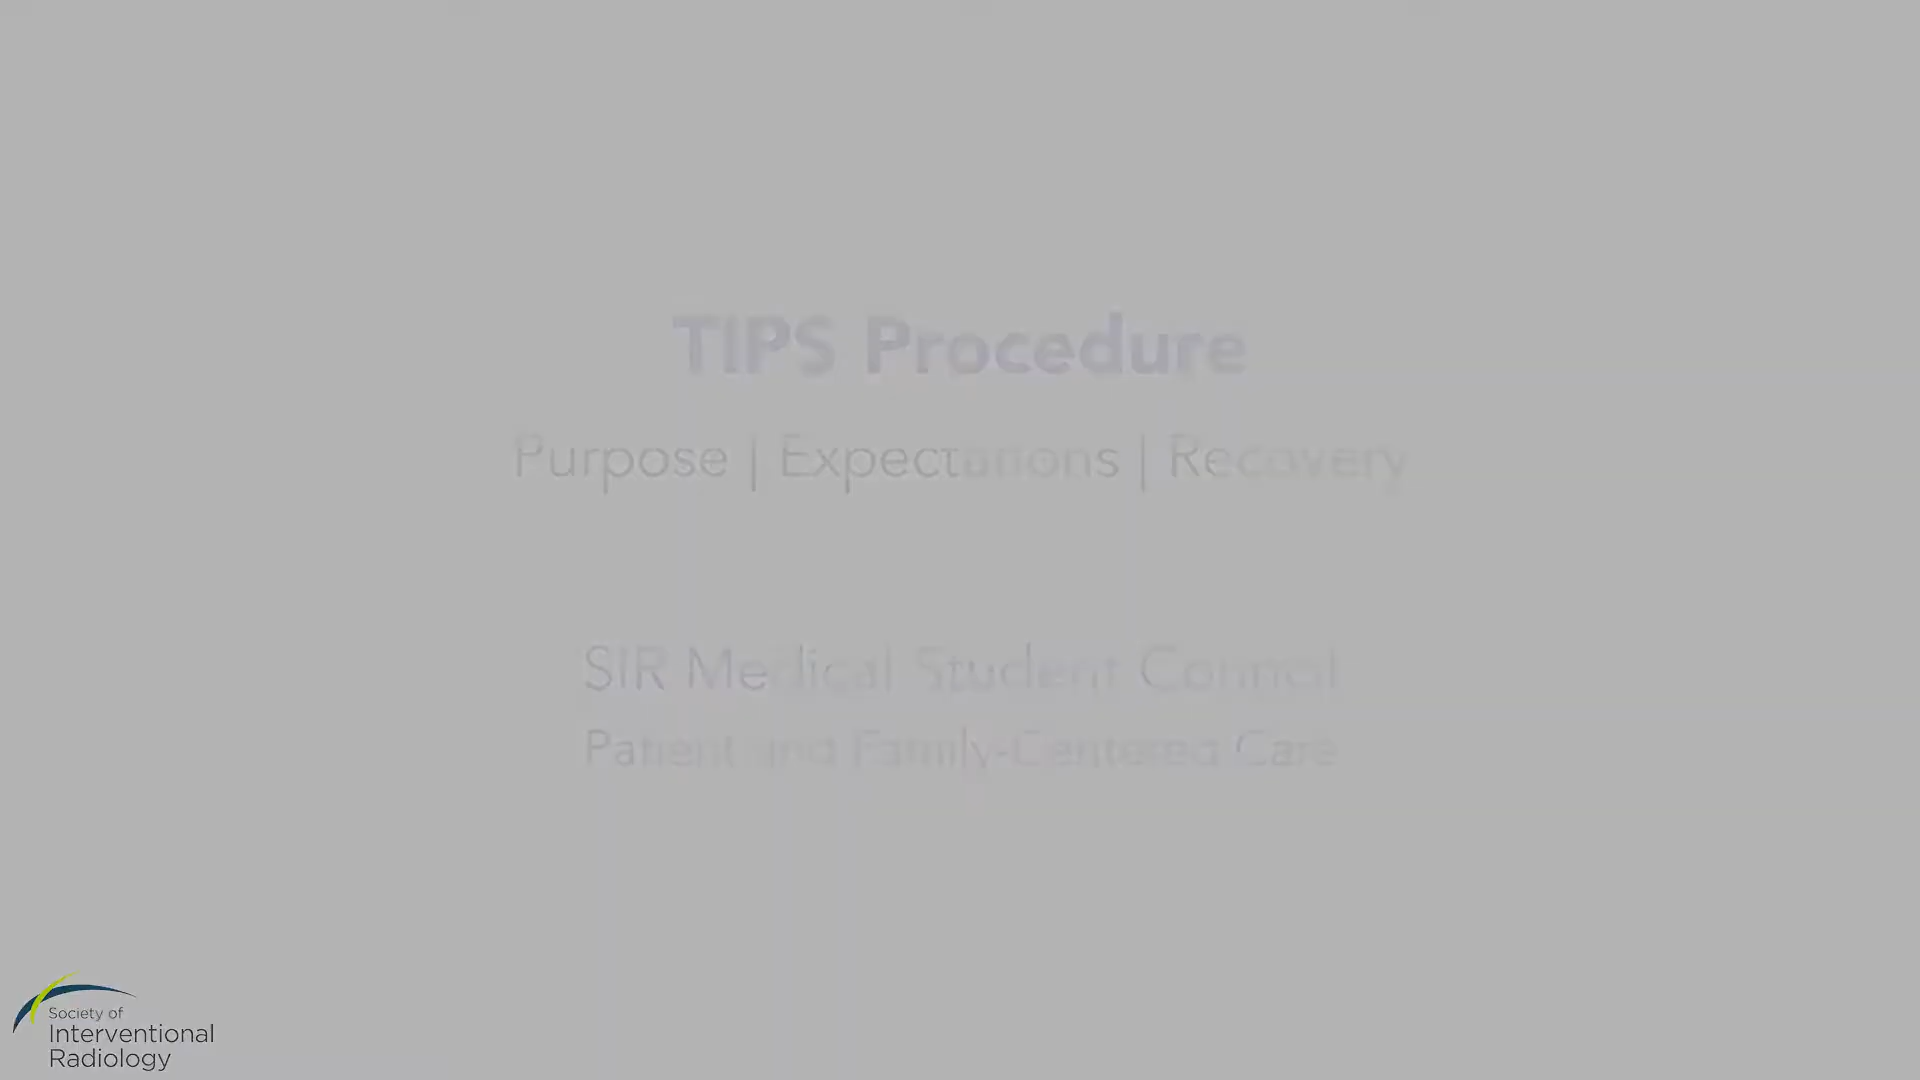 TIPS Procedure
Purpose | Expectations | Recovery
SIR Medical Student Council
Patient and Family-Centered Care
Society of
Interventional
Radiology